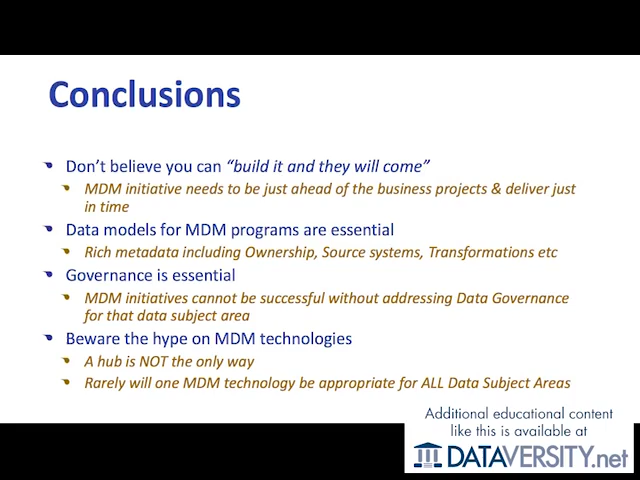 Conclusions
Don't believe you can “build it and they will come”
MDM initiative needs to be just ahead of the business projects & deliver just
in time
Data models for MDM programs are essential
Rich metadata including Ownership, Source systems, Transformations etc
Governance is essential
MDM initiatives cannot be successful without addressing Data Governance
for that data subject area
Beware the hype on MDM technologies
A hub is NOT the only way
Rarely will one MDM technology be appropriate for ALL Data Subject Areas
Additional educational content
like this is available at
DATAVERSITY.net